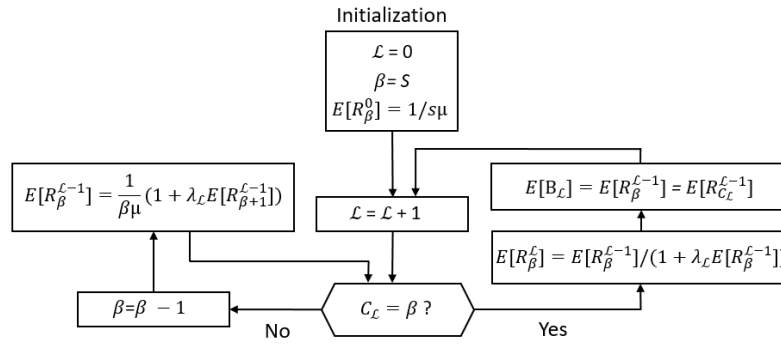 Initialization
ℒ = 0
β= S
E[R_β^0] = 1/sμ
E[R_β^{ℒ-1}] = \frac{1}{βμ}(1 + λ_ℒ E[R_{β+1}^{ℒ-1}])
ℒ = ℒ + 1
E[B_ℒ] = E[R_β^{ℒ-1}] = E[R_{C_ℒ}^{ℒ-1}]
E[R_β^ℒ] = E[R_β^{ℒ-1}]/(1 + λ_ℒ E[R_β^{ℒ-1}])
β=β − 1
C_ℒ = β ?
No
Yes